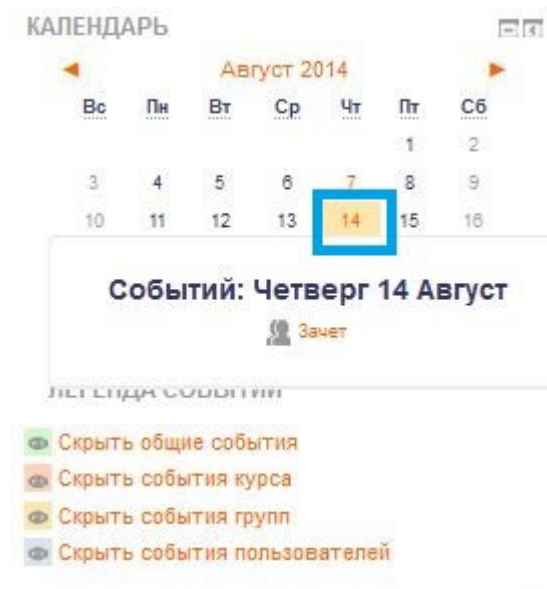 КАЛЕНДАРЬ
Август 2014
Вс Пн Вт Ср Чт Пт Сб
1 2
3 4 5 6 7 8 9
10 11 12 13 14 15 16
Событий: Четверг 14 Август
Зачет
ЛЕГЕНДА СОБЫТИЙ
Скрыть общие события
Скрыть события курса
Скрыть события групп
Скрыть события пользователей